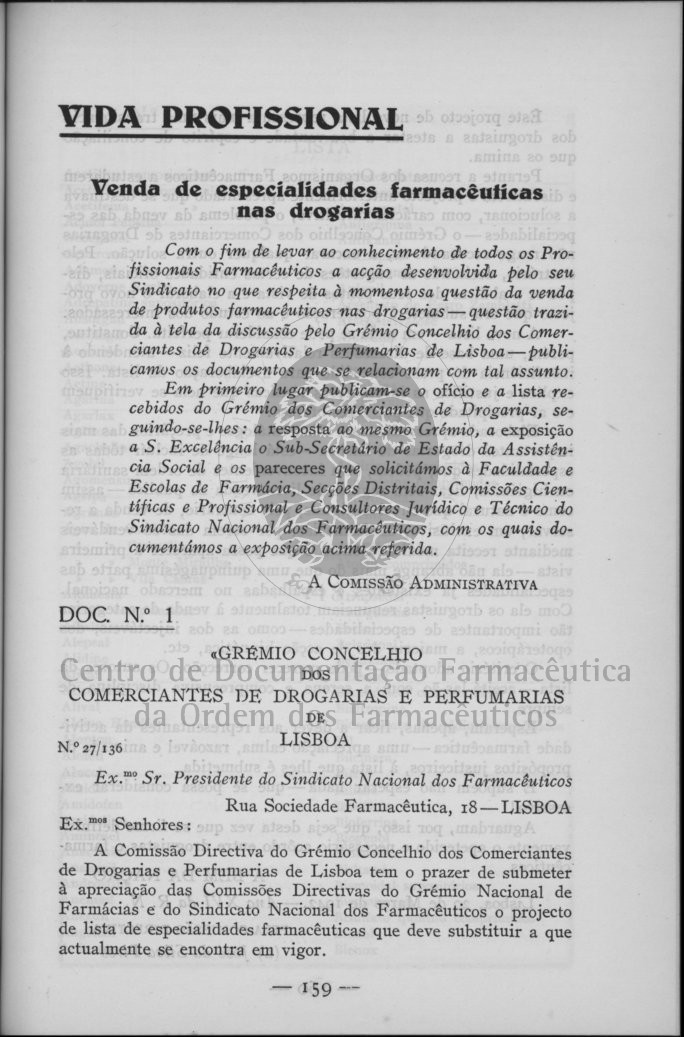 VIDA PROFISSIONAL
Venda de especialidades farmacêuticas
nas drogarias
Com o fim de levar ao conhecimento de todos os Pro-
fissionais Farmacêuticos a acção desenvolvida pelo seu
Sindicato no que respeita à momentosa questão da venda
de produtos farmacêuticos nas drogarias — questão trazi-
da à tela da discussão pelo Grémio Concelhio dos Comer-
ciantes de Drogarias e Perfumarias de Lisboa — publi-
camos os documentos que se relacionam com tal assunto.
Em primeiro lugar publicam-se o ofício e a lista re-
cebidos do Grémio dos Comerciantes de Drogarias, se-
guindo-se-lhes : a resposta ao mesmo Grémio, a exposição
a S. Excelência o Sub-Secretário de Estado da Assistên-
cia Social e os pareceres que solicitámos à Faculdade e
Escolas de Farmácia, Secções Distritais, Comissões Cien-
tíficas e Profissional e Consultores Jurídico e Técnico do
Sindicato Nacional dos Farmacêuticos, com os quais do-
cumentámos a exposição acima referida.
A Comissão Administrativa
DOC. N.º 1
«GRÉMIO CONCELHIO
DOS
COMERCIANTES DE DROGARIAS E PERFUMARIAS
DE
LISBOA
N.º 27/136
Centro de Documentação Farmacêutica
da Ordem dos Farmacêuticos
Ex.mo Sr. Presidente do Sindicato Nacional dos Farmacêuticos
Rua Sociedade Farmacêutica, 18 — LISBOA
Ex.mos Senhores :
A Comissão Directiva do Grémio Concelhio dos Comerciantes
de Drogarias e Perfumarias de Lisboa tem o prazer de submeter
à apreciação das Comissões Directivas do Grémio Nacional de
Farmácias e do Sindicato Nacional dos Farmacêuticos o projecto
de lista de especialidades farmacêuticas que deve substituir a que
actualmente se encontra em vigor.
— 159 —